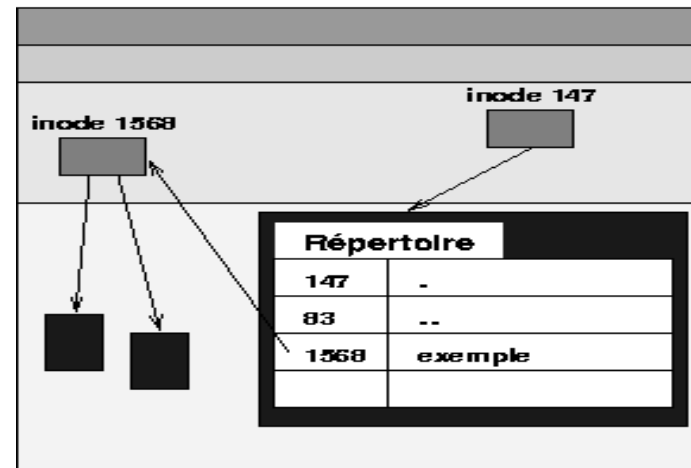 inode 147
inode 1568
Répertoire
147 .
83 ..
1568 exemple